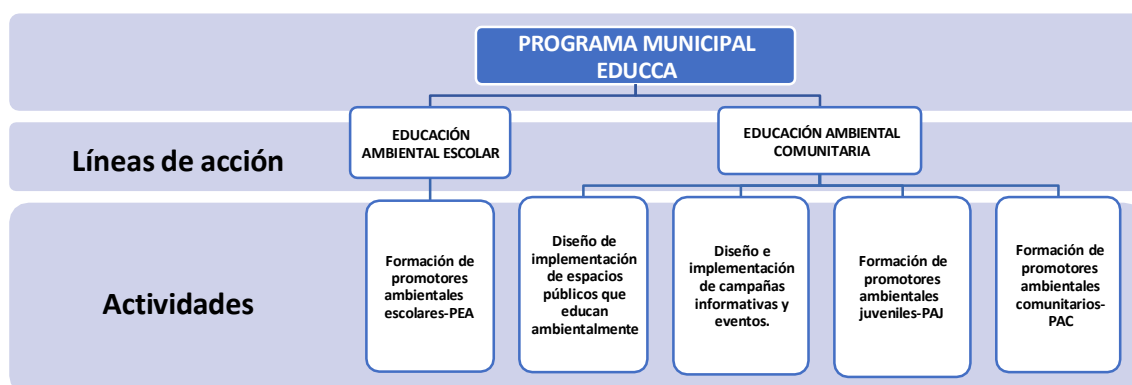 PROGRAMA MUNICIPAL
EDUCCA
Líneas de acción
EDUCACIÓN
AMBIENTAL ESCOLAR
EDUCACIÓN AMBIENTAL
COMUNITARIA
Actividades
Formación de
promotores
ambientales
escolares-PEA
Diseño de
implementación
de espacios
públicos que
educan
ambientalmente
Diseño e
implementación
de campañas
informativas y
eventos.
Formación de
promotores
ambientales
juveniles-PAJ
Formación de
promotores
ambientales
comunitarios-
PAC